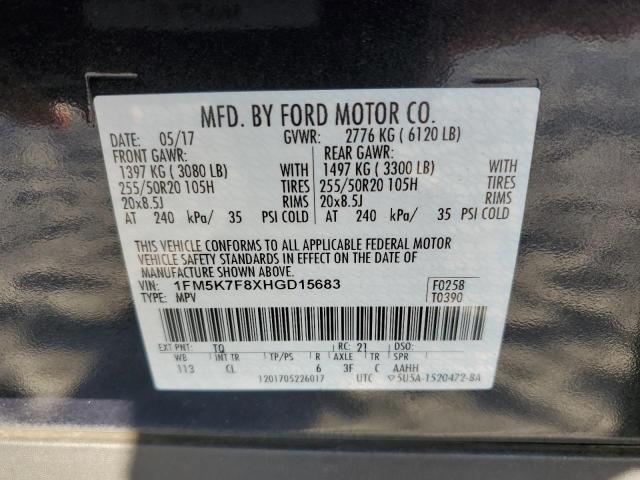 MFD. BY FORD MOTOR CO.
DATE: 05/17 GVWR: 2776 KG ( 6120 LB)
FRONT GAWR: REAR GAWR:
1397 KG ( 3080 LB) WITH 1497 KG ( 3300 LB) WITH
255/50R20 105H TIRES 255/50R20 105H TIRES
20x8.5J RIMS 20x8.5J RIMS
AT 240 kPa/ 35 PSI COLD AT 240 kPa/ 35 PSI COLD
THIS VEHICLE CONFORMS TO ALL APPLICABLE FEDERAL MOTOR
VEHICLE SAFETY STANDARDS IN EFFECT ON THE DATE OF
MANUFACTURE SHOWN ABOVE.
VIN: 1FM5K7F8XHGD15683 F0258
TYPE: MPV T0390
EXT PNT: TQ RC: 21 DSO:
WB INT TR TP/PS R AXLE TR SPR
113 CL 6 3F C AAHH
1201705226017 UTC 5U5A-1520472-BA